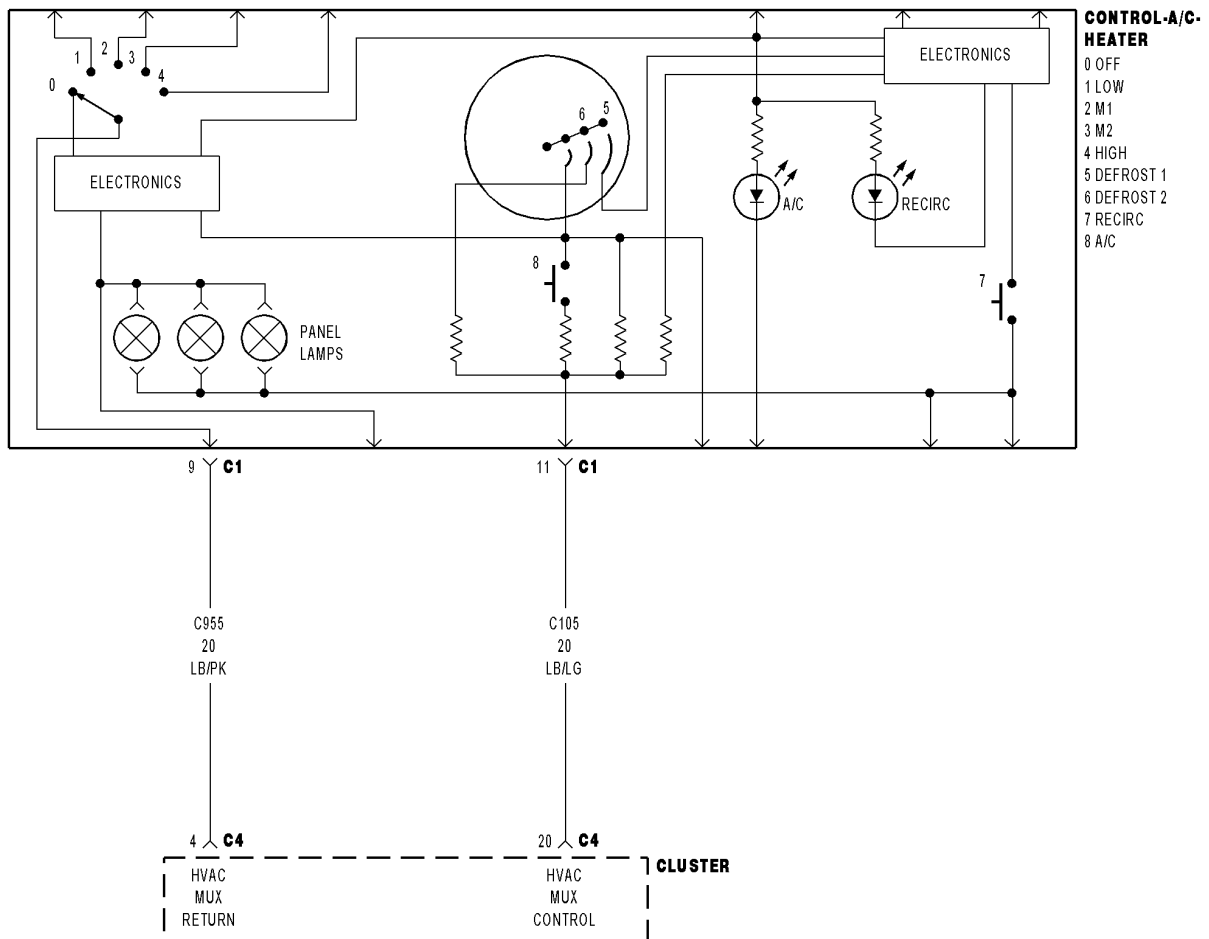 CONTROL-A/C-
HEATER
0 OFF
1 LOW
2 M1
3 M2
4 HIGH
5 DEFROST 1
6 DEFROST 2
7 RECIRC
8 A/C
ELECTRONICS
0
1
2
3
4
6
5
ELECTRONICS
A/C
RECIRC
8
7
PANEL
LAMPS
9 C1
11 C1
C955
20
LB/PK
C105
20
LB/LG
4 C4
20 C4
CLUSTER
HVAC
MUX
RETURN
HVAC
MUX
CONTROL